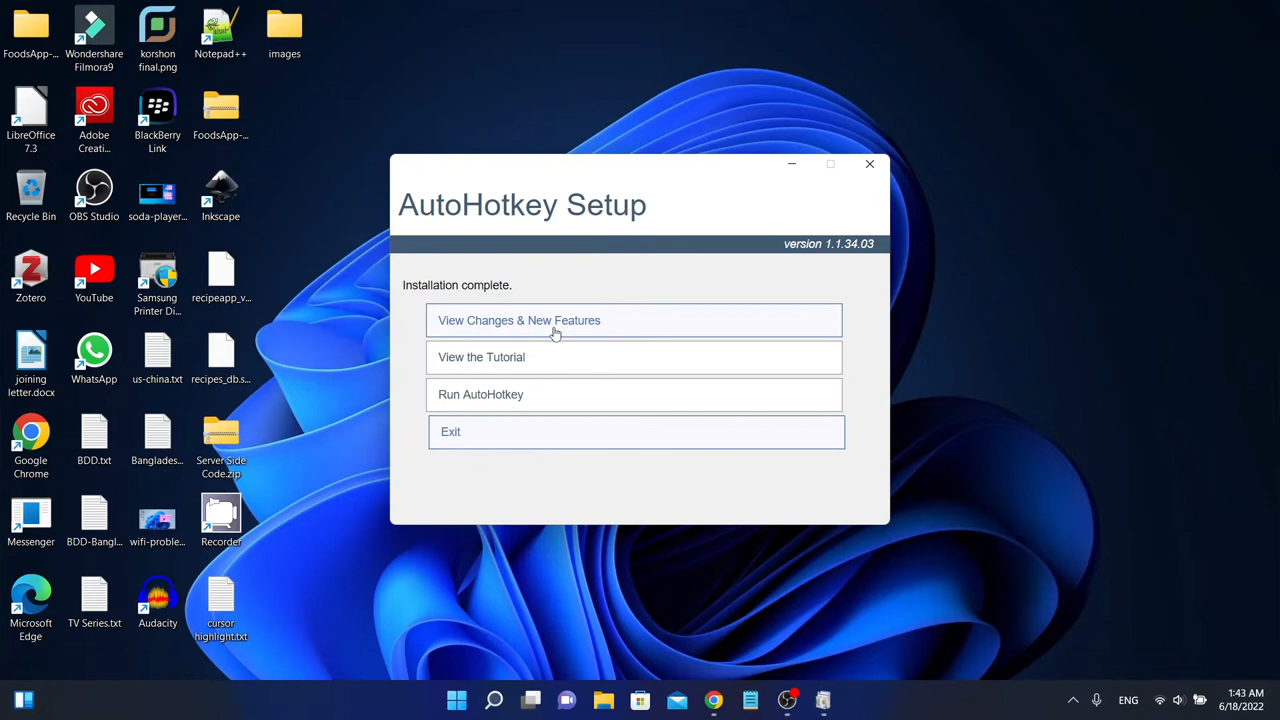 FoodsApp-...
Wondershare
Filmora9
korshon
final.png
Notepad++
images
LibreOffice
7.3
Adobe
Creati...
BlackBerry
Link
FoodsApp-...
Recycle Bin
OBS Studio
soda-player...
Inkscape
Zotero
YouTube
Samsung
Printer Di...
recipeapp_v...
joining
letter.docx
WhatsApp
us-china.txt
recipes_db.s...
Google
Chrome
BDD.txt
Banglades...
Server Side
Code.zip
Messenger
BDD-Bangl...
wifi-proble...
Recorder
Microsoft
Edge
TV Series.txt
Audacity
cursor
highlight.txt
AutoHotkey Setup
version 1.1.34.03
Installation complete.
View Changes & New Features
View the Tutorial
Run AutoHotkey
Exit
ENG
1:43 AM
6/18/2022